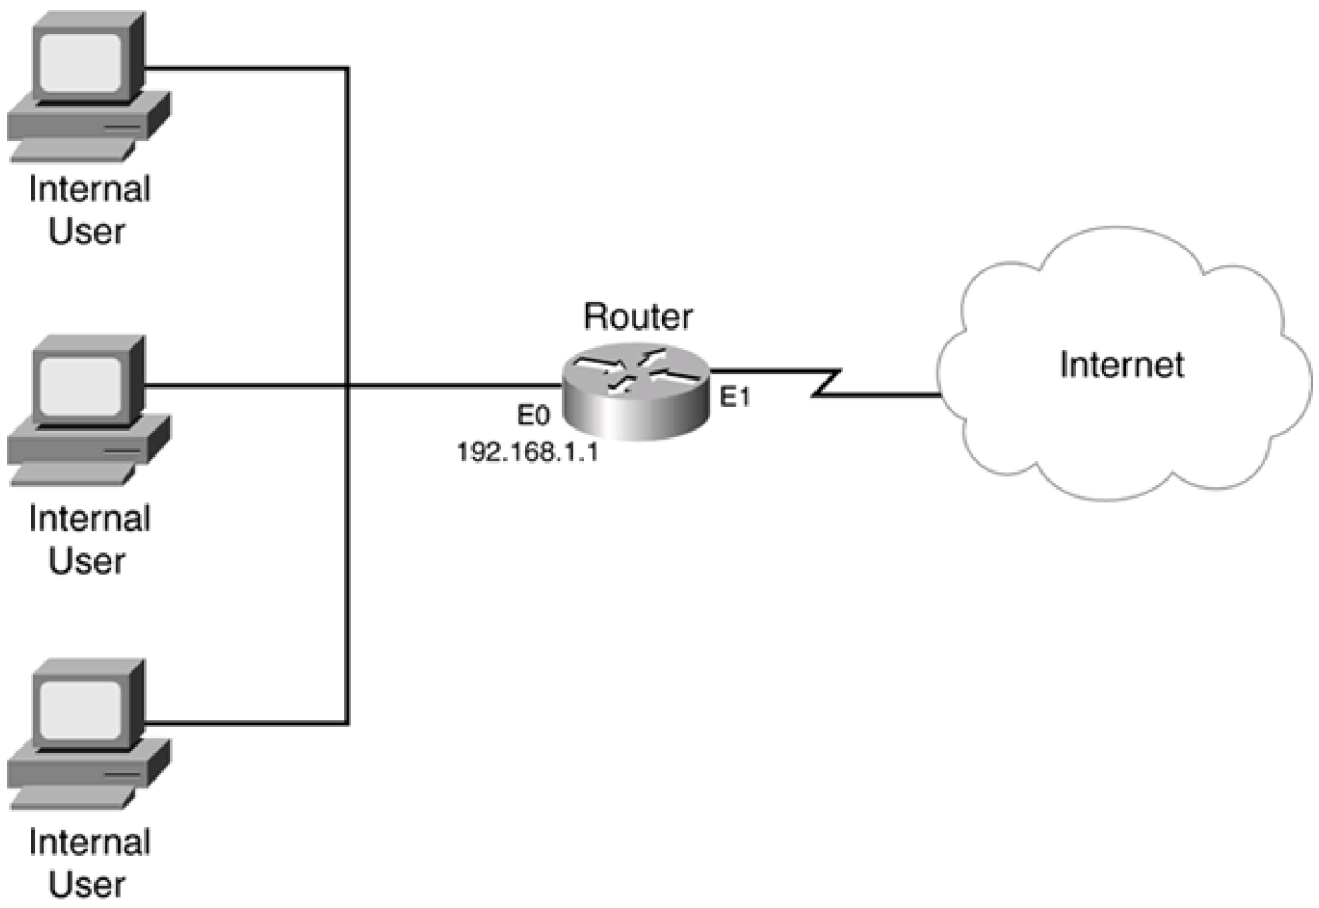 Internal
User
Router
Internet
E0
E1
192.168.1.1
Internal
User
Internal
User